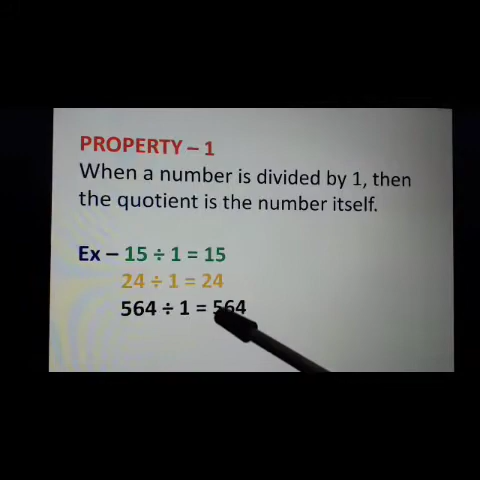 PROPERTY – 1
When a number is divided by 1, then
the quotient is the number itself.
Ex – 15 ÷ 1 = 15
24 ÷ 1 = 24
564 ÷ 1 = 564